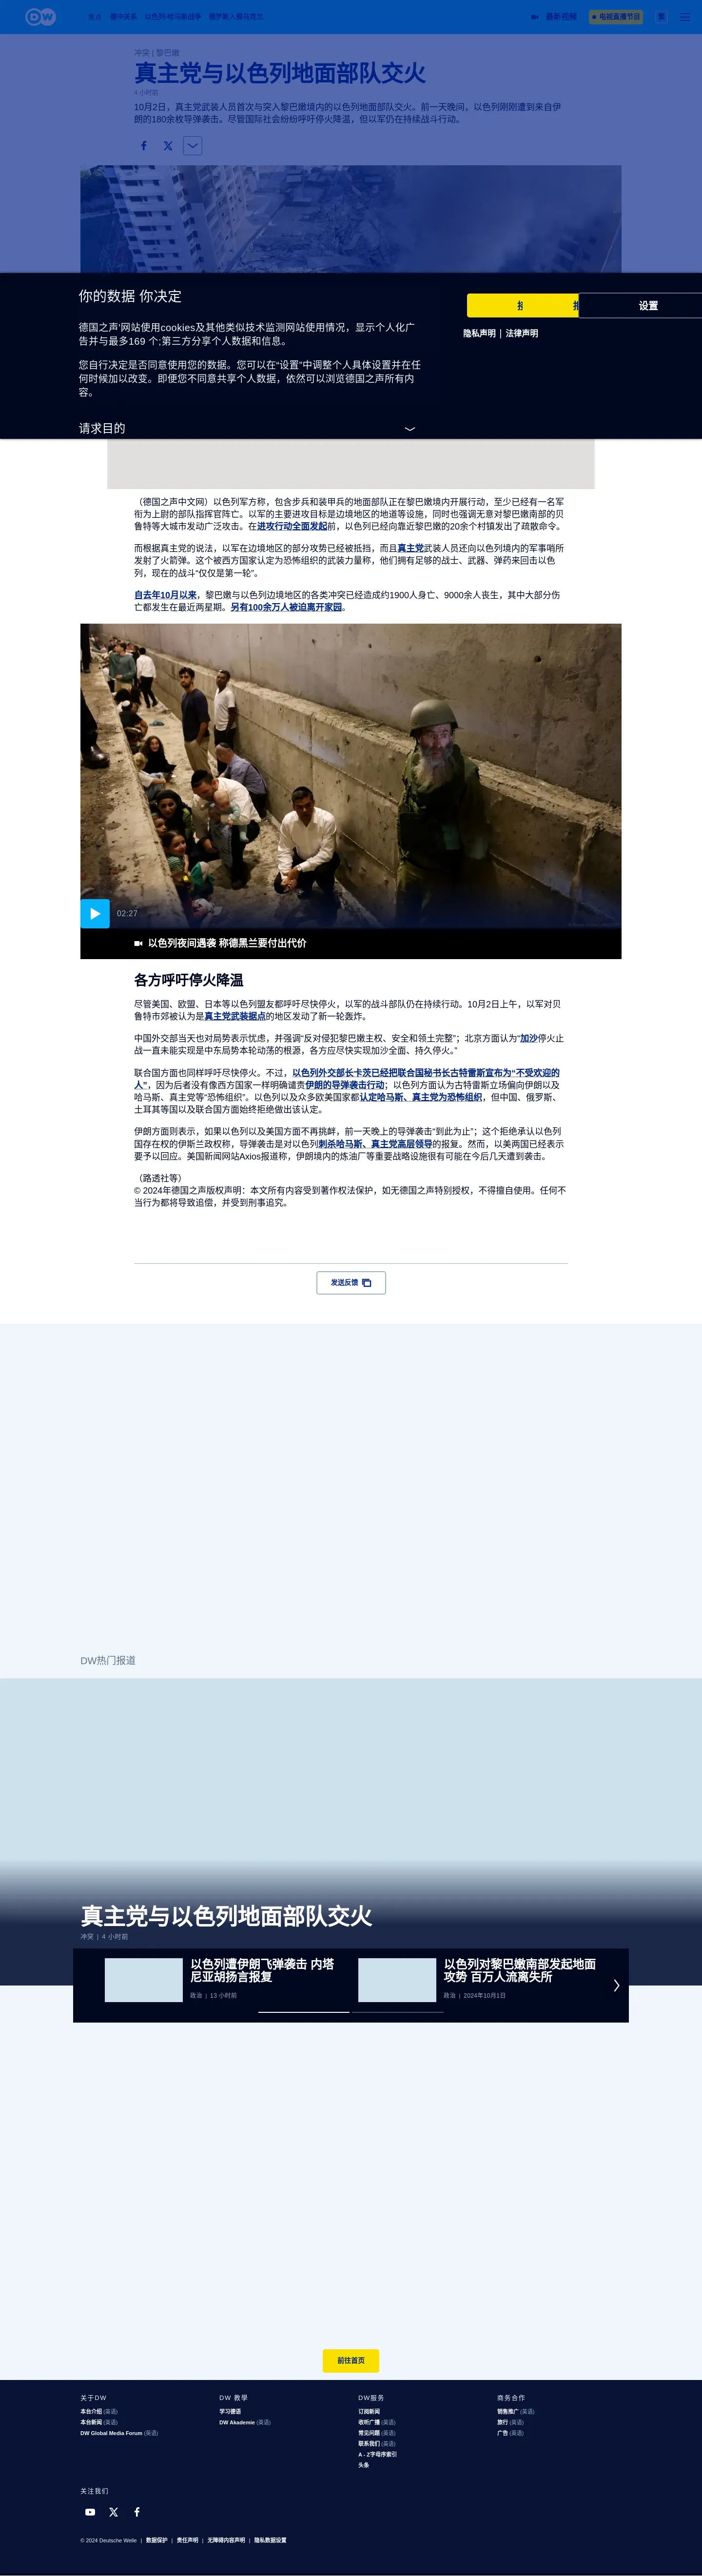 DW
焦点 德中关系 以色列-哈马斯战争 俄罗斯入侵乌克兰
最新视频
电视直播节目
繁
冲突 | 黎巴嫩
真主党与以色列地面部队交火
4 小时前
10月2日，真主党武装人员首次与突入黎巴嫩境内的以色列地面部队交火。前一天晚间，以色列刚刚遭到来自伊
朗的180余枚导弹袭击。尽管国际社会纷纷呼吁停火降温，但以军仍在持续战斗行动。
你的数据 你决定
设置
德国之声'网站使用cookies及其他类似技术监测网站使用情况，显示个人化广
告并与最多169 个;第三方分享个人数据和信息。
隐私声明 | 法律声明
您自行决定是否同意使用您的数据。您可以在“设置”中调整个人具体设置并在任
何时候加以改变。即便您不同意共享个人数据，依然可以浏览德国之声所有内
容。
请求目的
（德国之声中文网）以色列军方称，包含步兵和装甲兵的地面部队正在黎巴嫩境内开展行动，至少已经有一名军
衔为上尉的部队指挥官阵亡。以军的主要进攻目标是边境地区的地道等设施，同时也强调无意对黎巴嫩南部的贝
鲁特等大城市发动广泛攻击。在进攻行动全面发起前，以色列已经向靠近黎巴嫩的20余个村镇发出了疏散命令。
而根据真主党的说法，以军在边境地区的部分攻势已经被抵挡，而且真主党武装人员还向以色列境内的军事哨所
发射了火箭弹。这个被西方国家认定为恐怖组织的武装力量称，他们拥有足够的战士、武器、弹药来回击以色
列，现在的战斗“仅仅是第一轮”。
自去年10月以来，黎巴嫩与以色列边境地区的各类冲突已经造成约1900人身亡、9000余人丧生，其中大部分伤
亡都发生在最近两星期。另有100余万人被迫离开家园。
02:27
以色列夜间遇袭 称德黑兰要付出代价
各方呼吁停火降温
尽管美国、欧盟、日本等以色列盟友都呼吁尽快停火，以军的战斗部队仍在持续行动。10月2日上午，以军对贝
鲁特市郊被认为是真主党武装据点的地区发动了新一轮轰炸。
中国外交部当天也对局势表示忧虑，并强调“反对侵犯黎巴嫩主权、安全和领土完整”；北京方面认为“加沙停火止
战一直未能实现是中东局势本轮动荡的根源，各方应尽快实现加沙全面、持久停火。”
联合国方面也同样呼吁尽快停火。不过，以色列外交部长卡茨已经把联合国秘书长古特雷斯宣布为“不受欢迎的
人”，因为后者没有像西方国家一样明确谴责伊朗的导弹袭击行动；以色列方面认为古特雷斯立场偏向伊朗以及
哈马斯、真主党等“恐怖组织”。以色列以及众多欧美国家都认定哈马斯、真主党为恐怖组织，但中国、俄罗斯、
土耳其等国以及联合国方面始终拒绝做出该认定。
伊朗方面则表示，如果以色列以及美国方面不再挑衅，前一天晚上的导弹袭击“到此为止”；这个拒绝承认以色列
国存在权的伊斯兰政权称，导弹袭击是对以色列刺杀哈马斯、真主党高层领导的报复。然而，以美两国已经表示
要予以回应。美国新闻网站Axios报道称，伊朗境内的炼油厂等重要战略设施很有可能在今后几天遭到袭击。
（路透社等）
© 2024年德国之声版权声明：本文所有内容受到著作权法保护，如无德国之声特别授权，不得擅自使用。任何不
当行为都将导致追偿，并受到刑事追究。
发送反馈
DW热门报道
真主党与以色列地面部队交火
冲突 | 4 小时前
以色列遭伊朗飞弹袭击 内塔
尼亚胡扬言报复
政治 | 13 小时前
以色列对黎巴嫩南部发起地面
攻势 百万人流离失所
政治 | 2024年10月1日
前往首页
关于DW
本台介绍 (英语)
本台新闻 (英语)
DW Global Media Forum (英语)
DW 教學
学习德语
DW Akademie (英语)
DW服务
订阅新闻
收听广播 (英语)
常见问题 (英语)
联系我们 (英语)
A - Z字母序索引
头条
商务合作
销售推广 (英语)
旅行 (英语)
广告 (英语)
关注我们
© 2024 Deutsche Welle | 数据保护 | 责任声明 | 无障碍内容声明 | 隐私数据设置